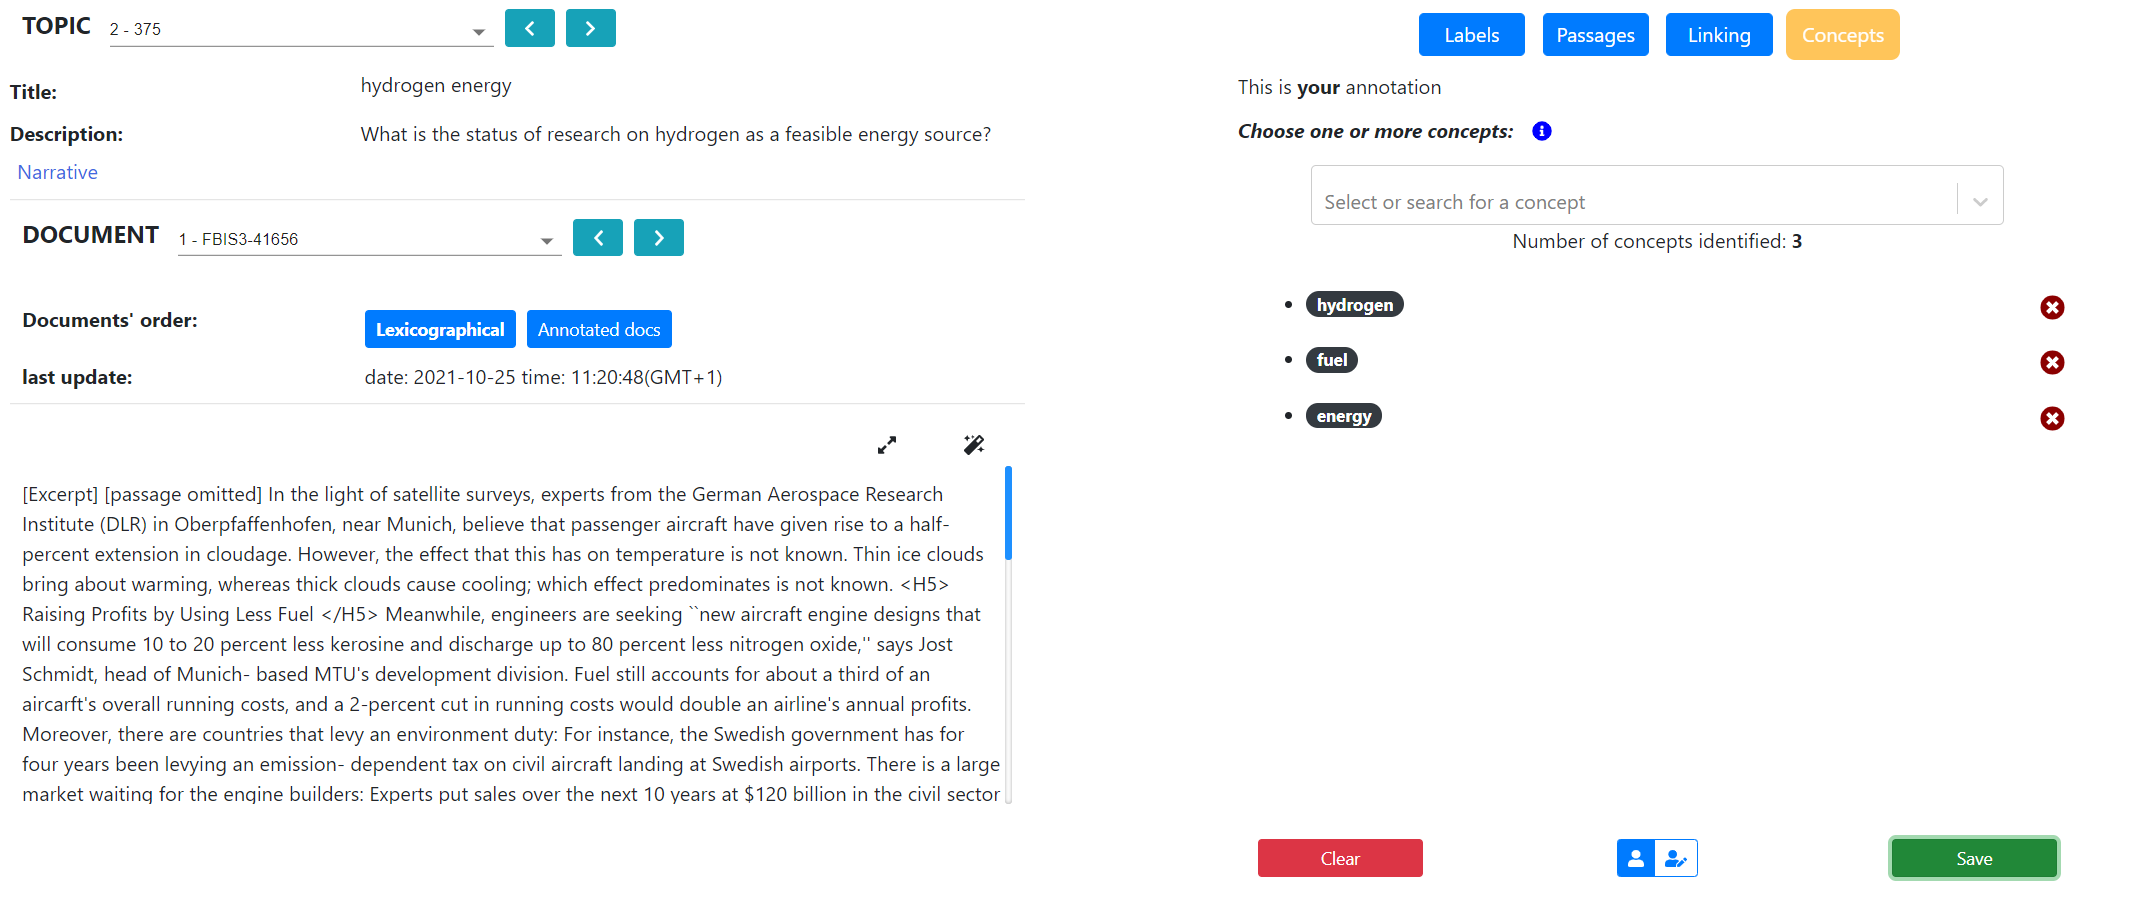 TOPIC 2 - 375
Title: hydrogen energy
Description: What is the status of research on hydrogen as a feasible energy source?
Narrative
DOCUMENT 1 - FBIS3-41656
Documents' order: Lexicographical Annotated docs
last update: date: 2021-10-25 time: 11:20:48(GMT+1)
[Excerpt] [passage omitted] In the light of satellite surveys, experts from the German Aerospace Research
Institute (DLR) in Oberpfaffenhofen, near Munich, believe that passenger aircraft have given rise to a half-
percent extension in cloudage. However, the effect that this has on temperature is not known. Thin ice clouds
bring about warming, whereas thick clouds cause cooling; which effect predominates is not known. <H5>
Raising Profits by Using Less Fuel </H5> Meanwhile, engineers are seeking ``new aircraft engine designs that
will consume 10 to 20 percent less kerosine and discharge up to 80 percent less nitrogen oxide,'' says Jost
Schmidt, head of Munich- based MTU's development division. Fuel still accounts for about a third of an
aircarft's overall running costs, and a 2-percent cut in running costs would double an airline's annual profits.
Moreover, there are countries that levy an environment duty: For instance, the Swedish government has for
four years been levying an emission- dependent tax on civil aircraft landing at Swedish airports. There is a large
market waiting for the engine builders: Experts put sales over the next 10 years at $120 billion in the civil sector
Labels Passages Linking Concepts
This is your annotation
Choose one or more concepts:
Select or search for a concept
Number of concepts identified: 3
hydrogen
fuel
energy
Clear Save